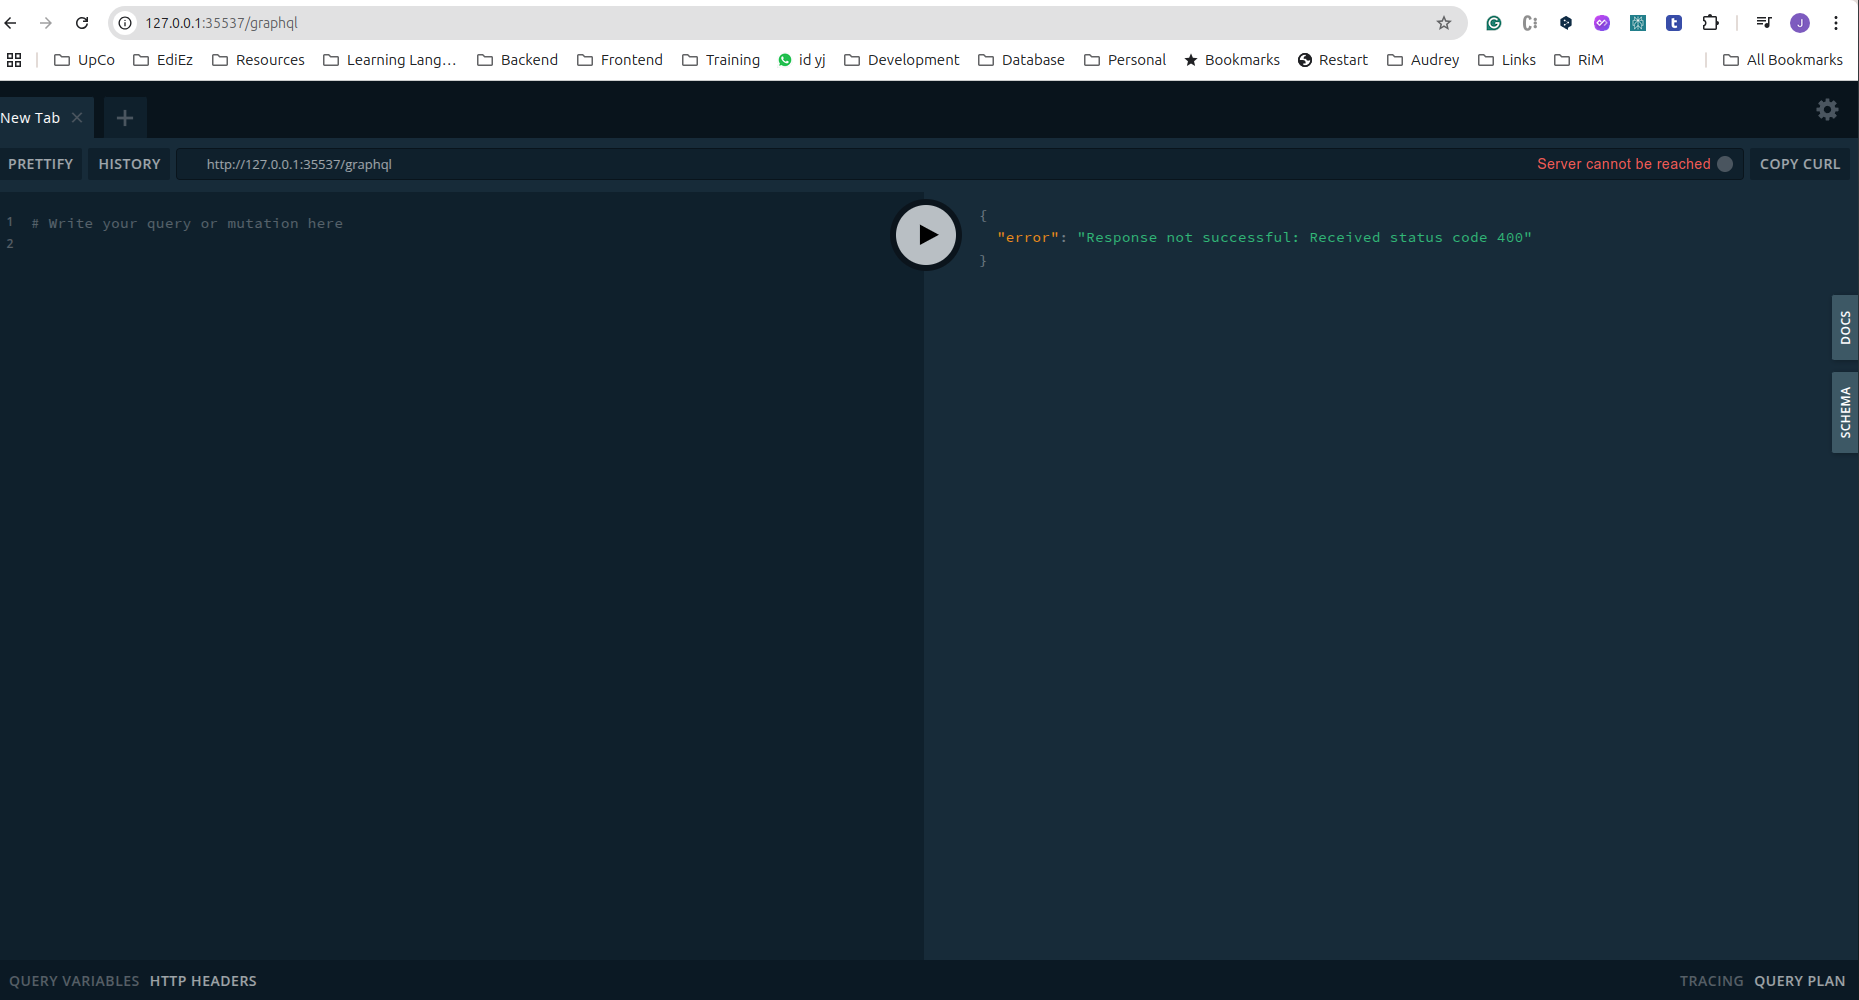 127.0.0.1:35537/graphql
J
UpCo EdiEz Resources Learning Lang… Backend Frontend Training id yj Development Database Personal Bookmarks Restart Audrey Links RiM All Bookmarks
New Tab
PRETTIFY HISTORY http://127.0.0.1:35537/graphql Server cannot be reached COPY CURL
1 # Write your query or mutation here
2
{
"error": "Response not successful: Received status code 400"
}
DOCS
SCHEMA
QUERY VARIABLES HTTP HEADERS TRACING QUERY PLAN